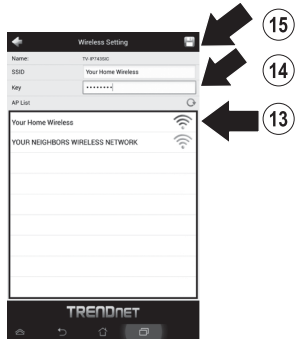 Wireless Setting
15
Name: TV-IP743SIC
SSID Your Home Wireless
14
Key ••••••••
AP List
Your Home Wireless
13
YOUR NEIGHBORS WIRELESS NETWORK
TRENDNET